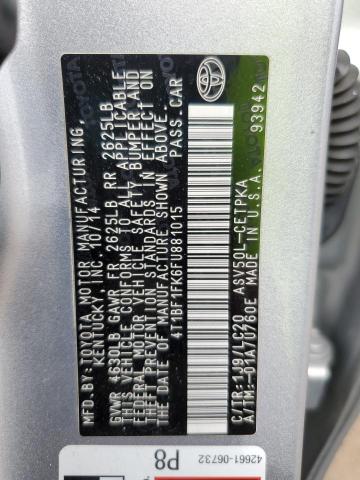 MFD.BY:TOYOTA MOTOR MANUFACTURING,
KENTUCKY, INC. 10/14
GVWR 4630LB GAWR FR 2625LB RR 2625LB
THIS VEHICLE CONFORMS TO ALL APPLICABLE
FEDERAL MOTOR VEHICLE SAFETY, BUMPER AND
THEFT PREVENTION STANDARDS IN EFFECT ON
THE DATE OF MANUFACTURE SHOWN ABOVE.
4T1BF1FK6FU881015 PASS.CAR
C/TR:1J9/LC20 ASV50L-CETPKA
A/TM:-01A/U760E MADE IN U.S.A.
93942
TOYOTA
42661-06732
P8